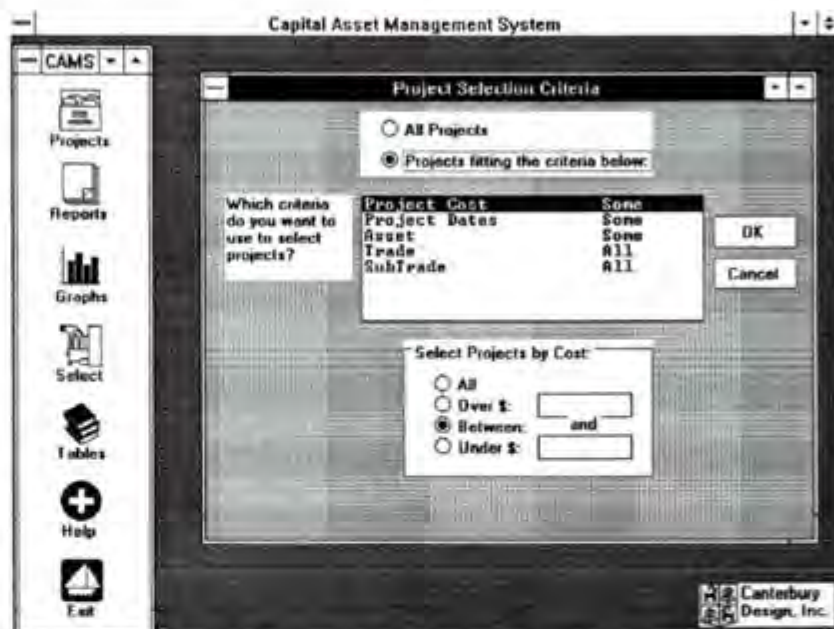 Capital Asset Management System
CAMS
Projects
Reports
Graphs
Select
Tables
Help
Exit
Project Selection Criteria
All Projects
Projects fitting the criteria below:
Which criteria
do you want to
use to select
projects?
Project Cost Some
Project Dates Some
Asset Some
Trade All
SubTrade All
OK
Cancel
Select Projects by Cost:
All
Over $:
Between: and
Under $:
Canterbury
Design, Inc.